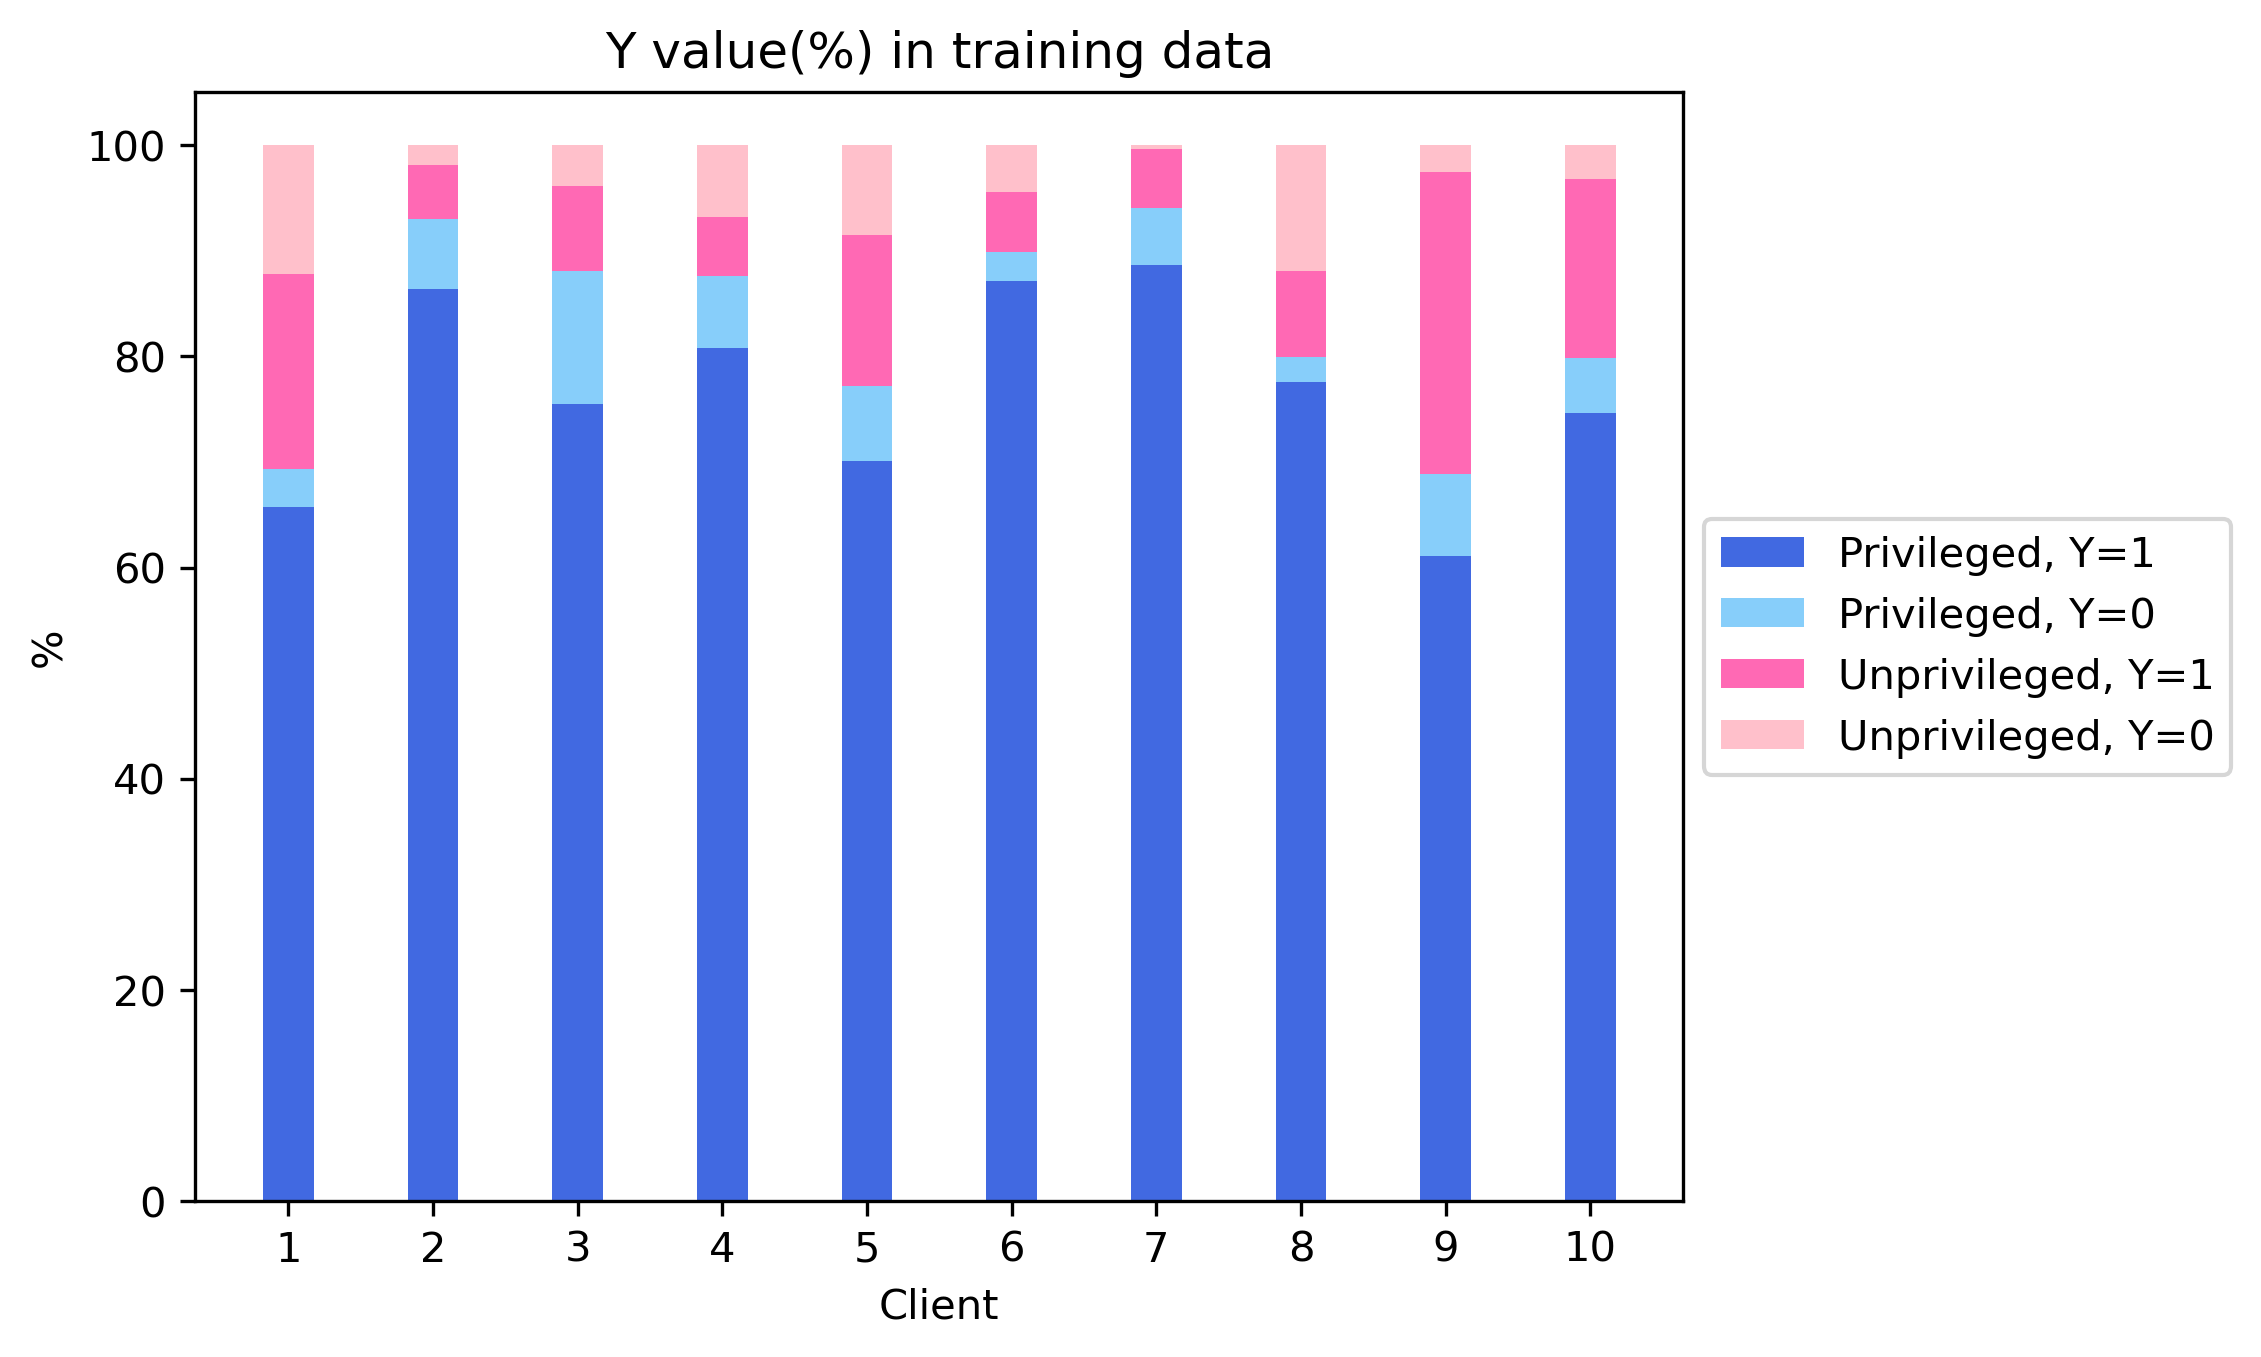 Y value(%) in training data
100
80
60
40
20
0
%
1 2 3 4 5 6 7 8 9 10
Client
Privileged, Y=1
Privileged, Y=0
Unprivileged, Y=1
Unprivileged, Y=0